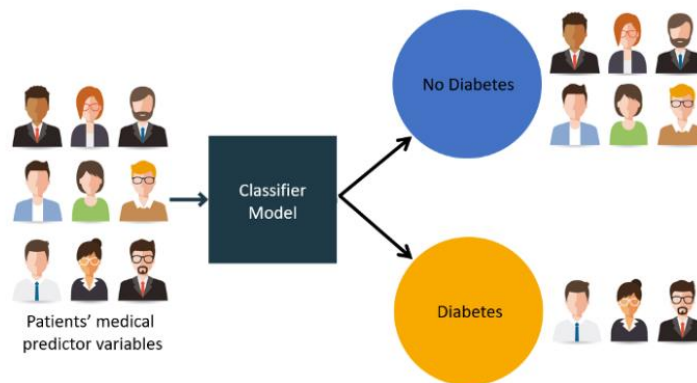 No Diabetes
Classifier
Model
Diabetes
Patients’ medical
predictor variables